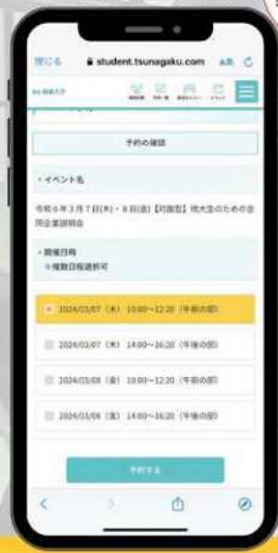 閉じる
student.tsunagaku.com
予約の確認
・イベント名
令和6年3月7日(木)・8日(金)【対面型】地大生のための合
同企業説明会
・開催日時
※複数日程選択可
2024/03/07 (木) 10:00〜12:20 (午前の部)
2024/03/07 (木) 14:00〜16:20 (午後の部)
2024/03/08 (金) 10:00〜12:20 (午前の部)
2024/03/08 (金) 14:00〜16:20 (午後の部)
予約する